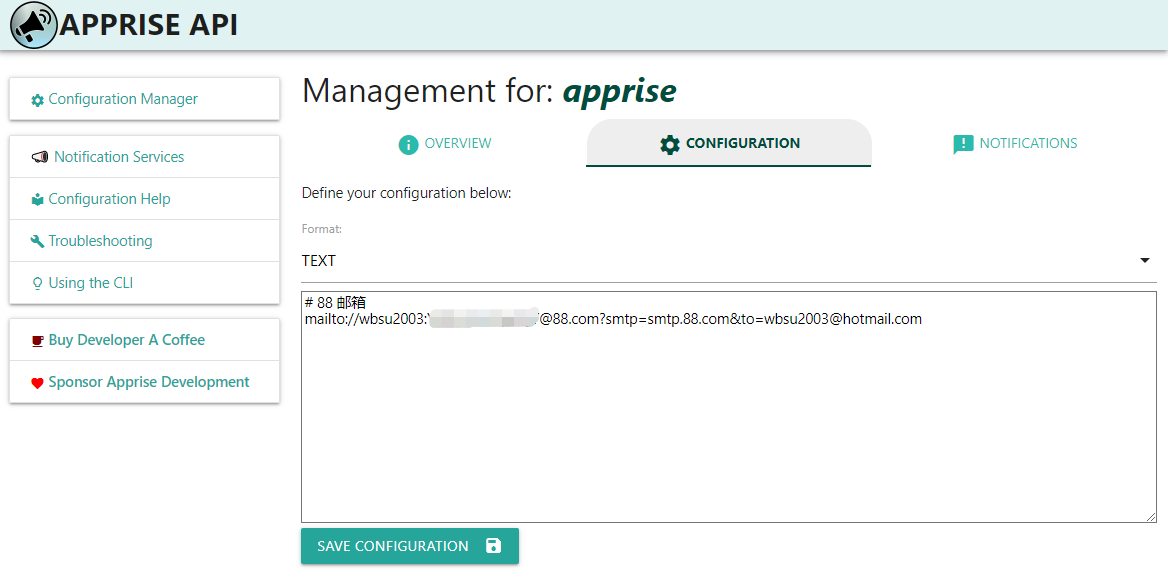 APPRISE API
Configuration Manager
Notification Services
Configuration Help
Troubleshooting
Using the CLI
Buy Developer A Coffee
Sponsor Apprise Development
Management for: apprise
OVERVIEW
CONFIGURATION
NOTIFICATIONS
Define your configuration below:
Format:
TEXT
# 88 邮箱
mailto://wbsu2003: @88.com?smtp=smtp.88.com&to=wbsu2003@hotmail.com
SAVE CONFIGURATION